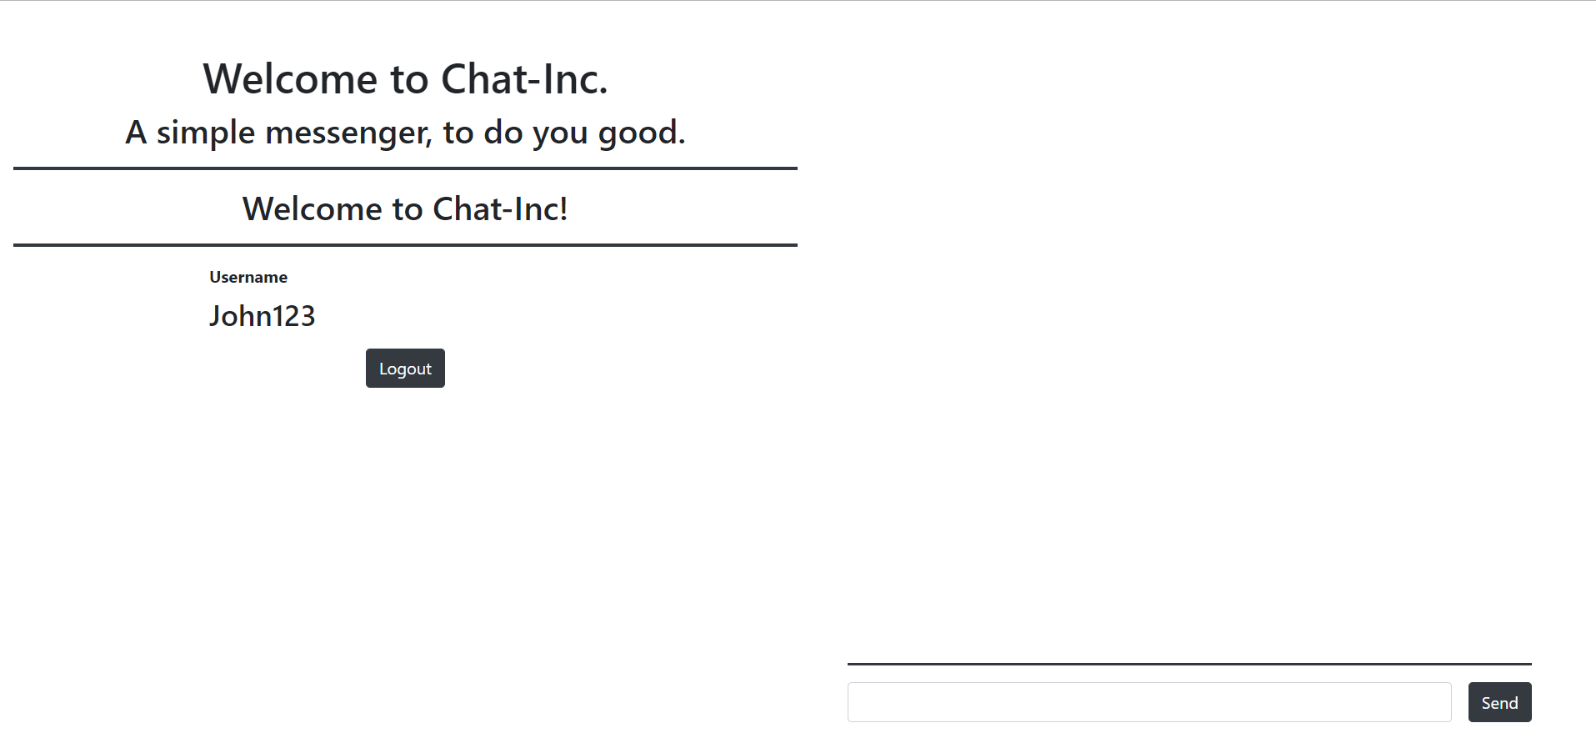 Welcome to Chat-Inc.
A simple messenger, to do you good.
Welcome to Chat-Inc!
Username
John123
Logout
Send